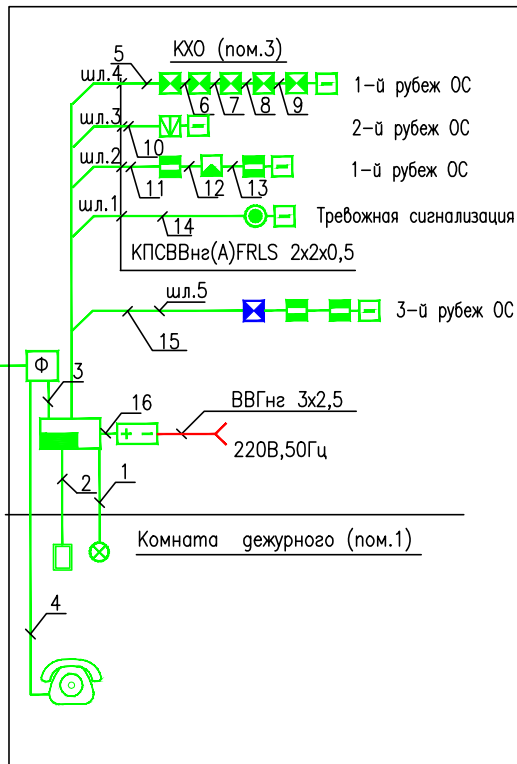 5
КХО (пом.3)
шл.4
6 7 8 9
1-й рубеж ОС
шл.3
10
2-й рубеж ОС
шл.2
11 12 13
1-й рубеж ОС
шл.1
14
Тревожная сигнализация
КПСВВнг(А)FRLS 2х2х0,5
шл.5
15
3-й рубеж ОС
Ф
3
16
+ -
ВВГнг 3х2,5
220В,50Гц
2
1
Комната дежурного (пом.1)
4